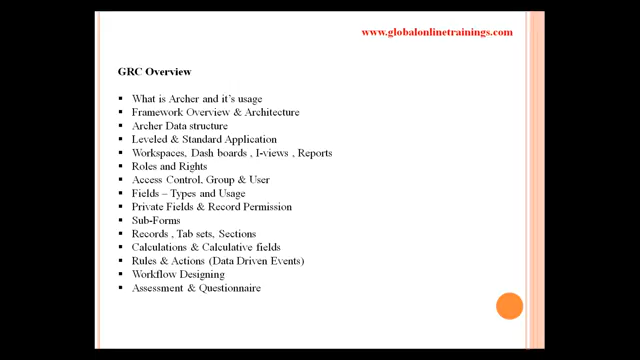 www.globalonlinetrainings.com
GRC Overview
▪ What is Archer and it's usage
▪ Framework Overview & Architecture
▪ Archer Data structure
▪ Leveled & Standard Application
▪ Workspaces, Dash boards , I-views , Reports
▪ Roles and Rights
▪ Access Control, Group & User
▪ Fields – Types and Usage
▪ Private Fields & Record Permission
▪ Sub-Forms
▪ Records , Tab sets, Sections
▪ Calculations & Calculative fields
▪ Rules & Actions (Data Driven Events)
▪ Workflow Designing
▪ Assessment & Questionnaire